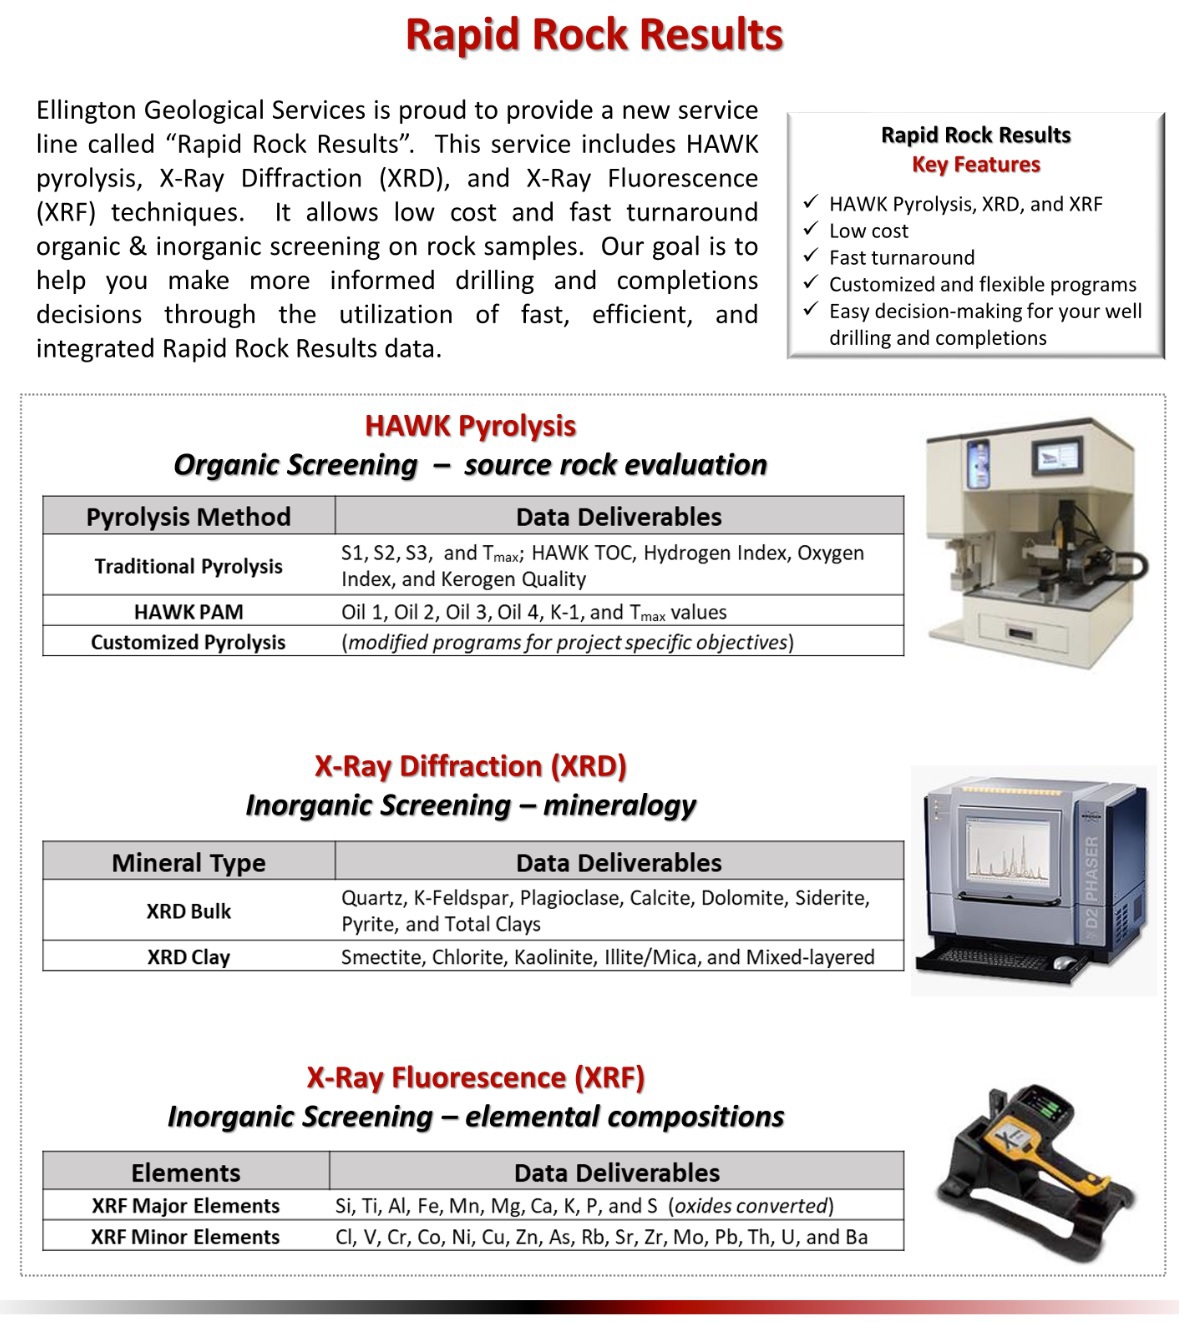 Rapid Rock Results
Ellington Geological Services is proud to provide a new service
line called “Rapid Rock Results”. This service includes HAWK
pyrolysis, X-Ray Diffraction (XRD), and X-Ray Fluorescence
(XRF) techniques. It allows low cost and fast turnaround
organic & inorganic screening on rock samples. Our goal is to
help you make more informed drilling and completions
decisions through the utilization of fast, efficient, and
integrated Rapid Rock Results data.
Rapid Rock Results
Key Features
✓ HAWK Pyrolysis, XRD, and XRF
✓ Low cost
✓ Fast turnaround
✓ Customized and flexible programs
✓ Easy decision-making for your well
drilling and completions
HAWK Pyrolysis
Organic Screening – source rock evaluation
Pyrolysis Method Data Deliverables
Traditional Pyrolysis S1, S2, S3, and Tmax; HAWK TOC, Hydrogen Index, Oxygen
Index, and Kerogen Quality
HAWK PAM Oil 1, Oil 2, Oil 3, Oil 4, K-1, and Tmax values
Customized Pyrolysis (modified programs for project specific objectives)
X-Ray Diffraction (XRD)
Inorganic Screening – mineralogy
Mineral Type Data Deliverables
XRD Bulk Quartz, K-Feldspar, Plagioclase, Calcite, Dolomite, Siderite,
Pyrite, and Total Clays
XRD Clay Smectite, Chlorite, Kaolinite, Illite/Mica, and Mixed-layered
BRUKER
D2 PHASER
X-Ray Fluorescence (XRF)
Inorganic Screening – elemental compositions
Elements Data Deliverables
XRF Major Elements Si, Ti, Al, Fe, Mn, Mg, Ca, K, P, and S (oxides converted)
XRF Minor Elements Cl, V, Cr, Co, Ni, Cu, Zn, As, Rb, Sr, Zr, Mo, Pb, Th, U, and Ba